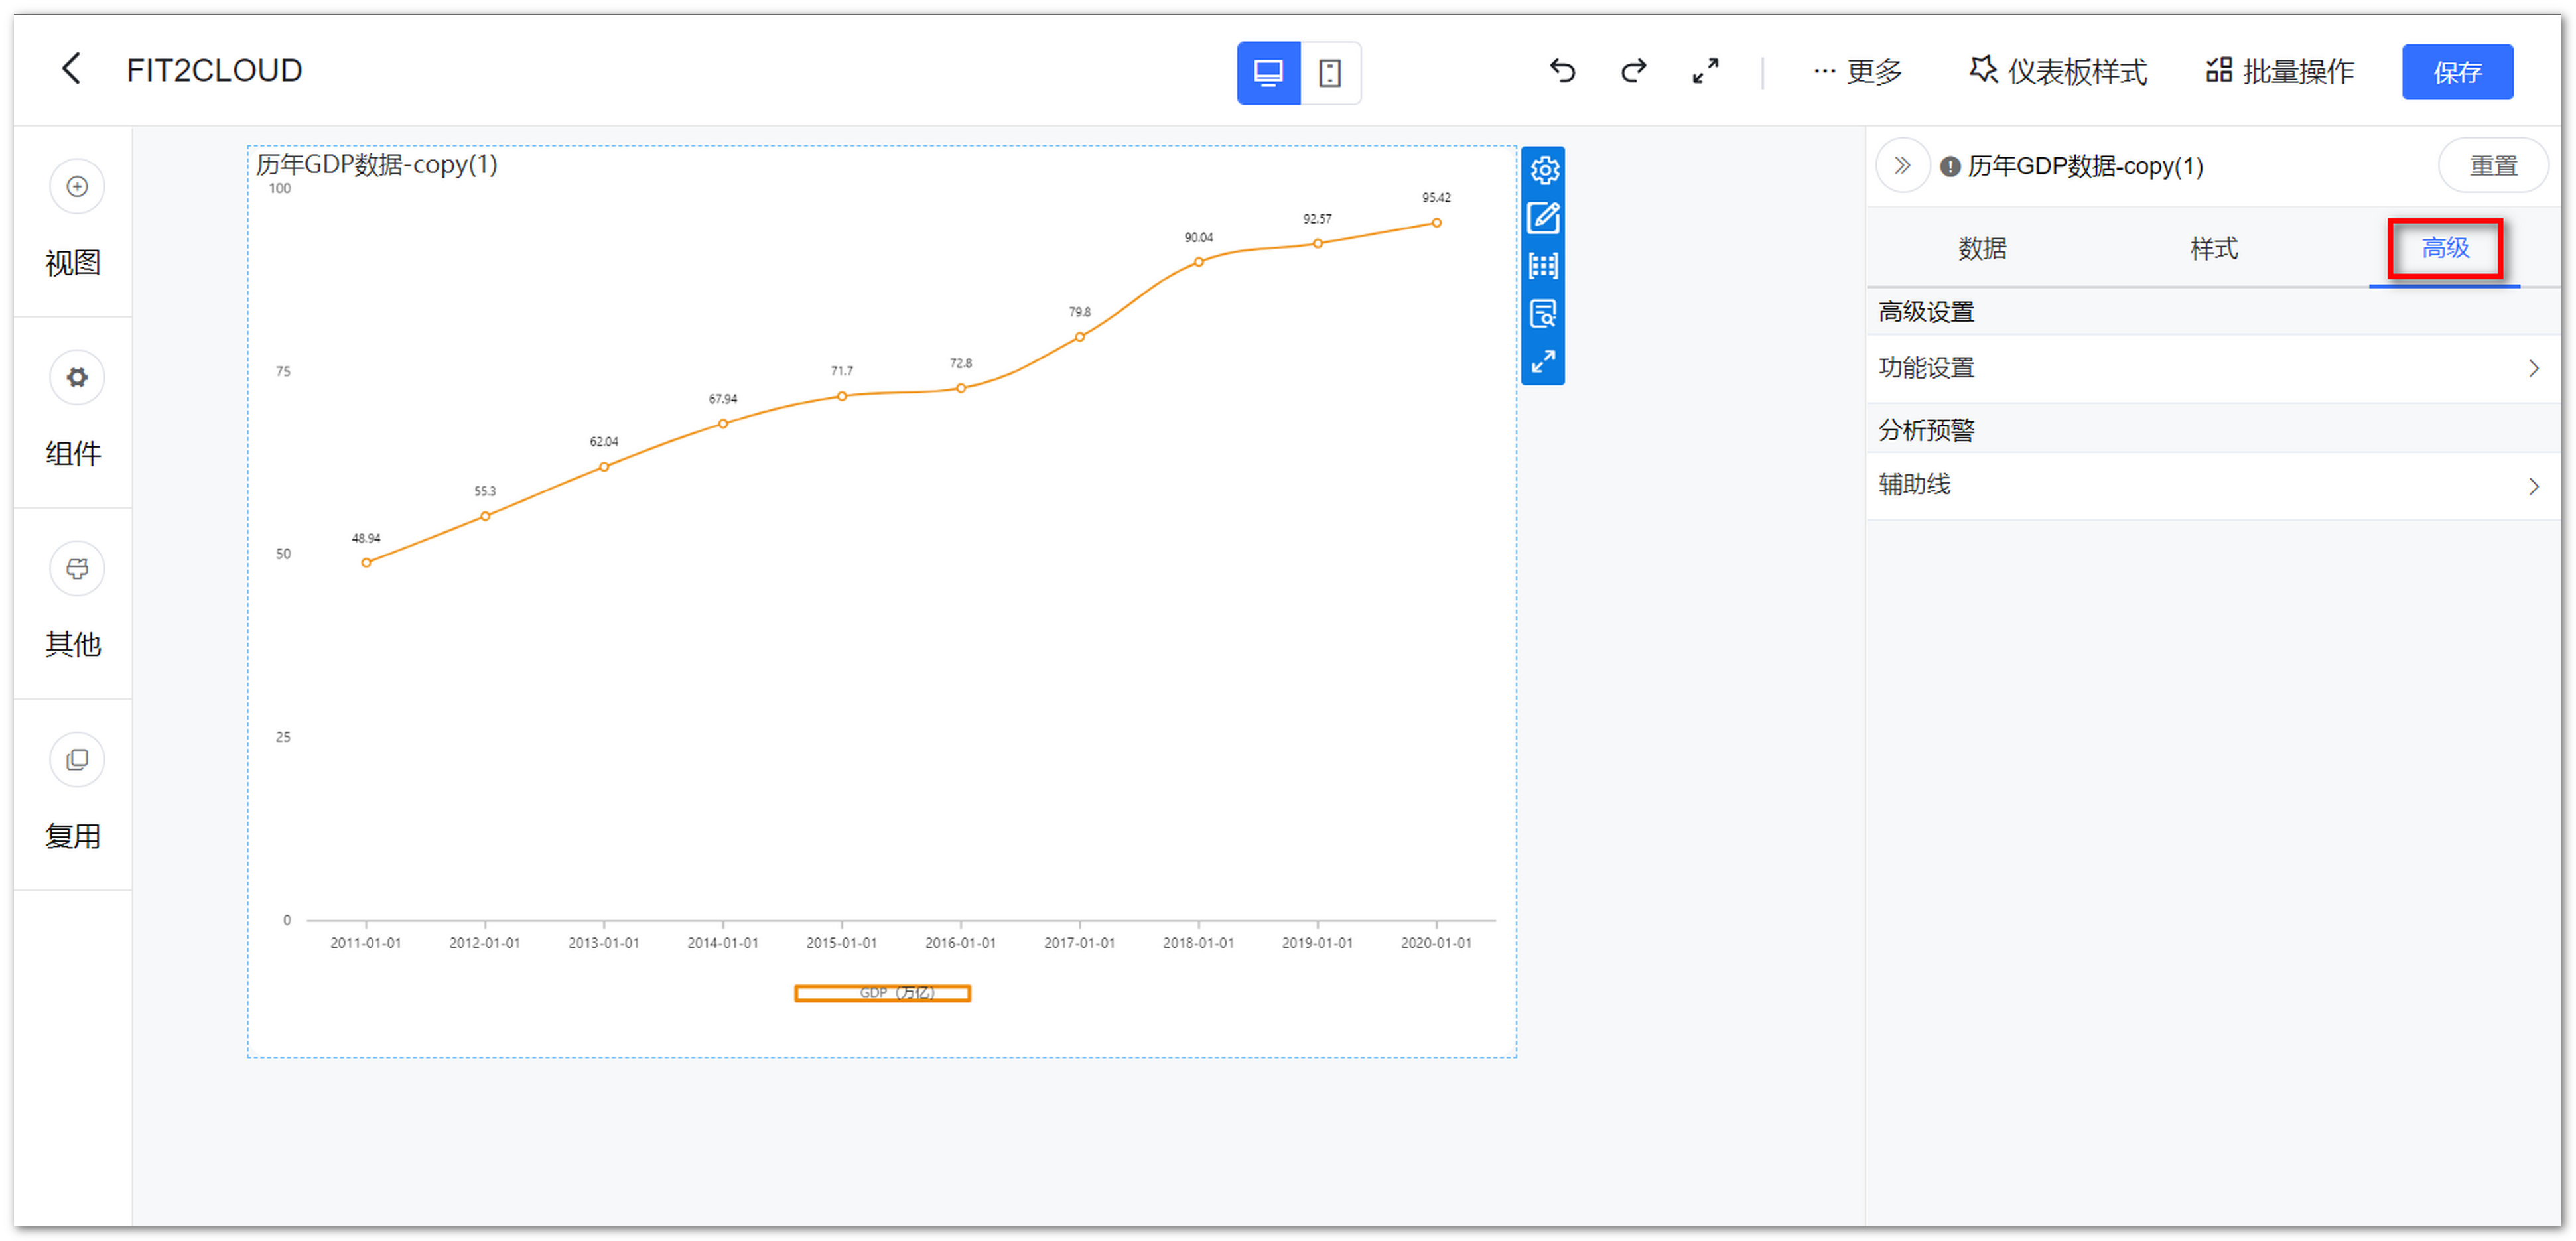 FIT2CLOUD
更多
仪表板样式
批量操作
保存
视图
组件
其他
复用
历年GDP数据-copy(1)
100
75
50
25
0
48.94
55.3
62.04
67.94
71.7
72.8
79.8
90.04
92.57
95.42
2011-01-01
2012-01-01
2013-01-01
2014-01-01
2015-01-01
2016-01-01
2017-01-01
2018-01-01
2019-01-01
2020-01-01
GDP（万亿）
历年GDP数据-copy(1)
重置
数据
样式
高级
高级设置
功能设置
分析预警
辅助线